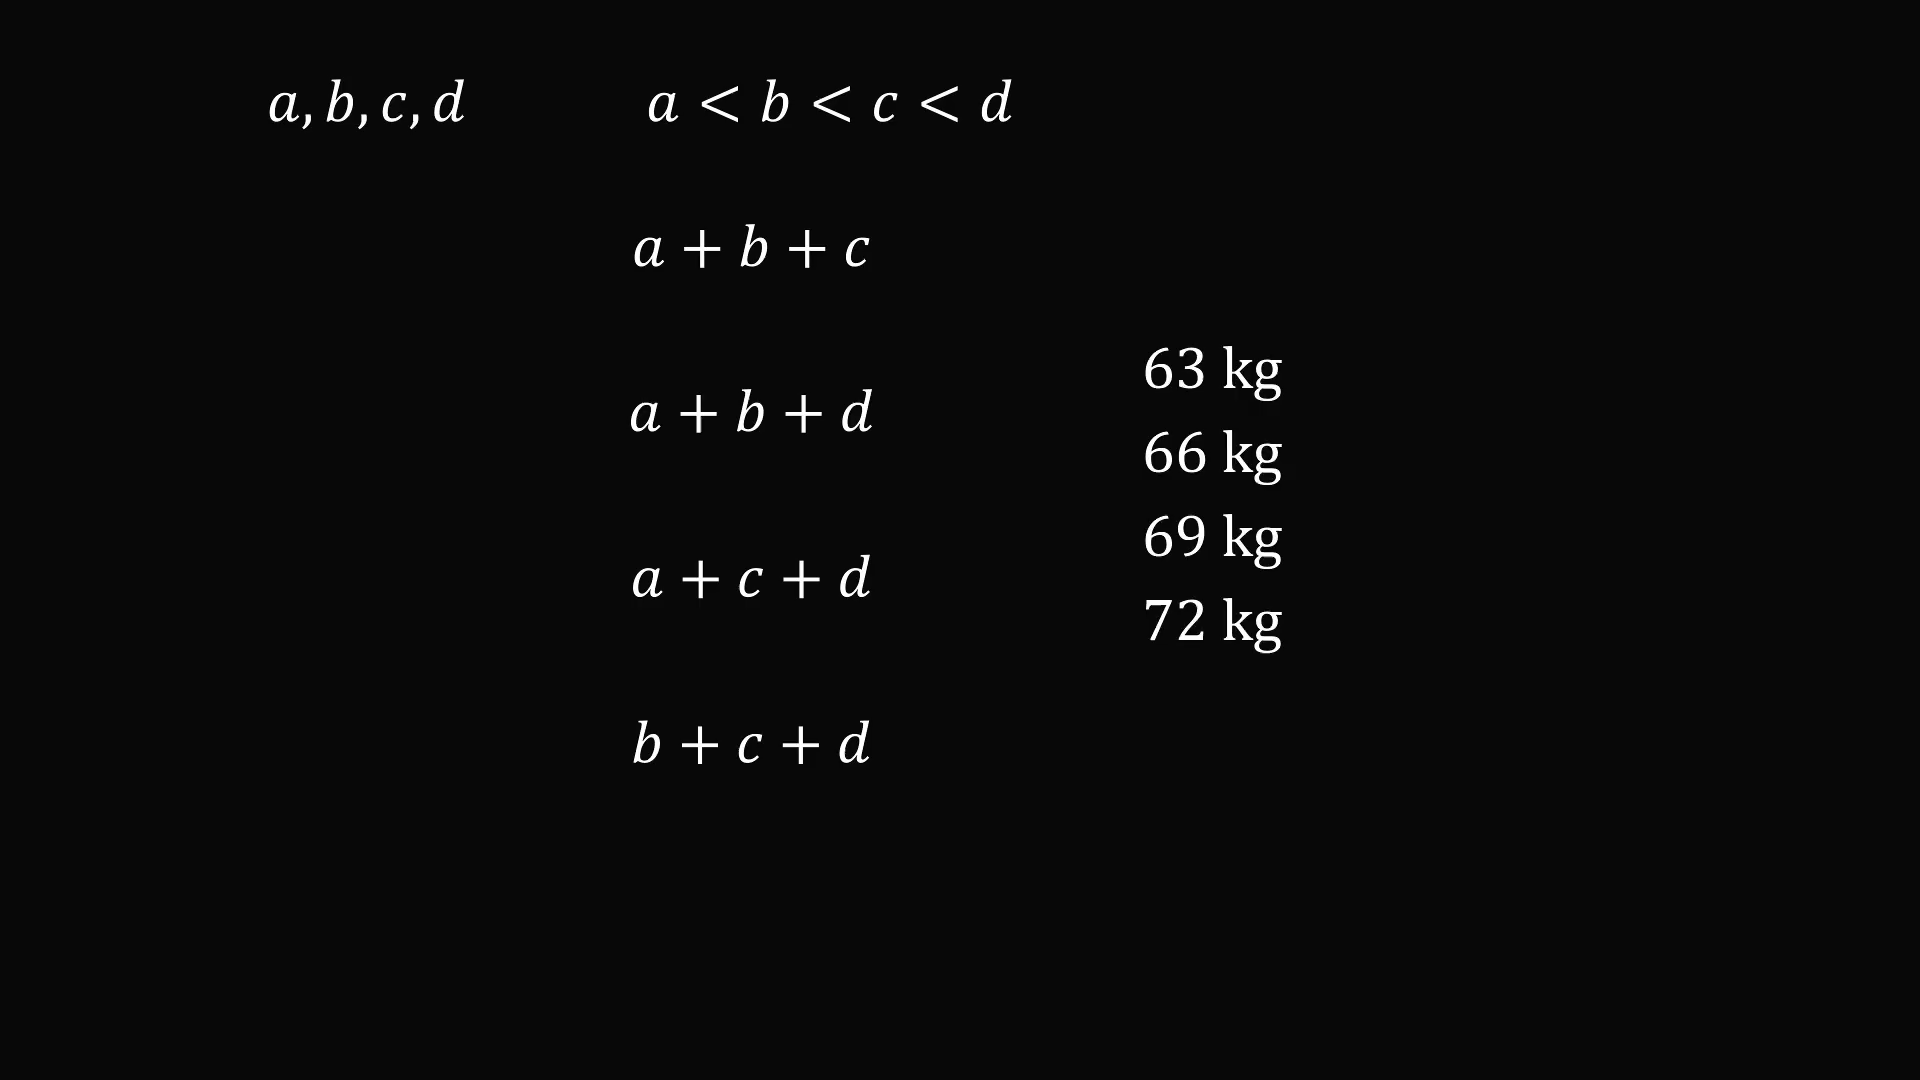 a, b, c, d a < b < c < d
a + b + c
63 kg
a + b + d
66 kg
69 kg
a + c + d
72 kg
b + c + d